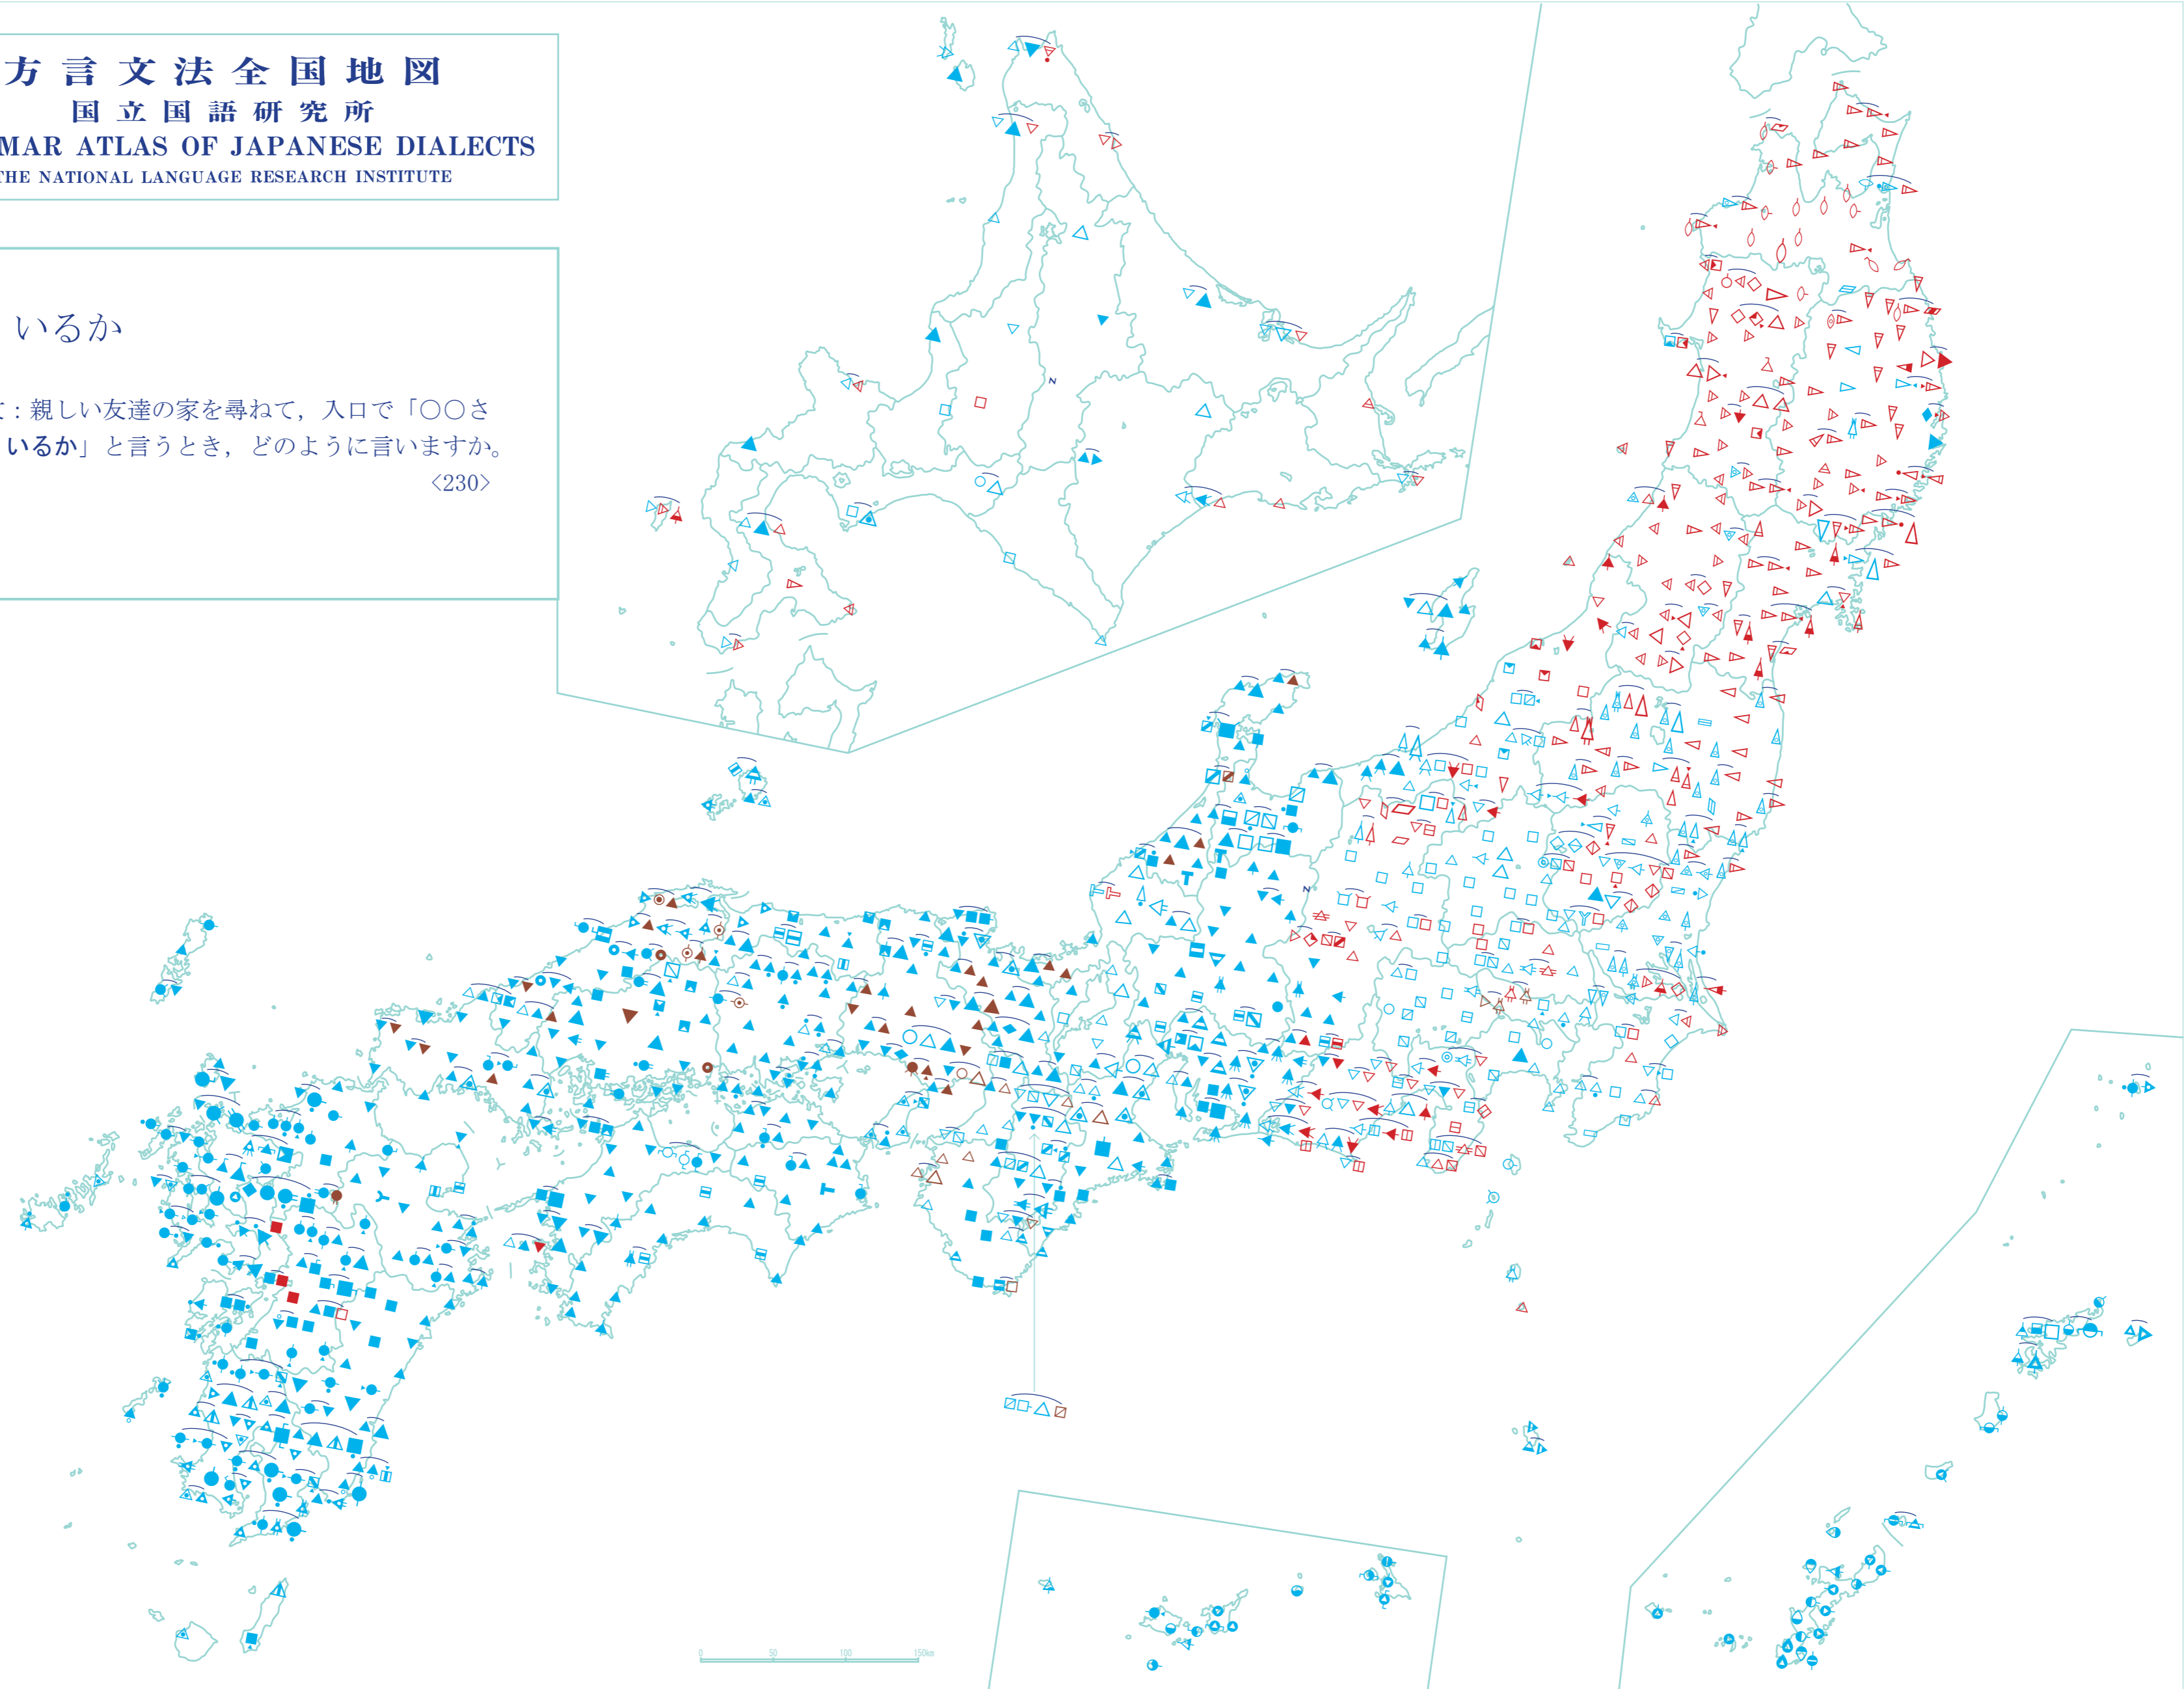 方言文法全国地図
国立国語研究所
MAR ATLAS OF JAPANESE DIALECTS
THE NATIONAL LANGUAGE RESEARCH INSTITUTE
いるか
：親しい友達の家を尋ねて，入口で「〇〇さ
いるか」と言うとき，どのように言いますか。
<230>
N
N
0 50 100 150km